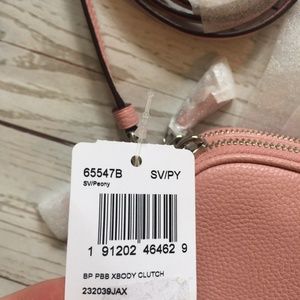 65547B SV/PY
SV/Peony
1 91202 46462 9
BP PBB XBODY CLUTCH
232039JAX